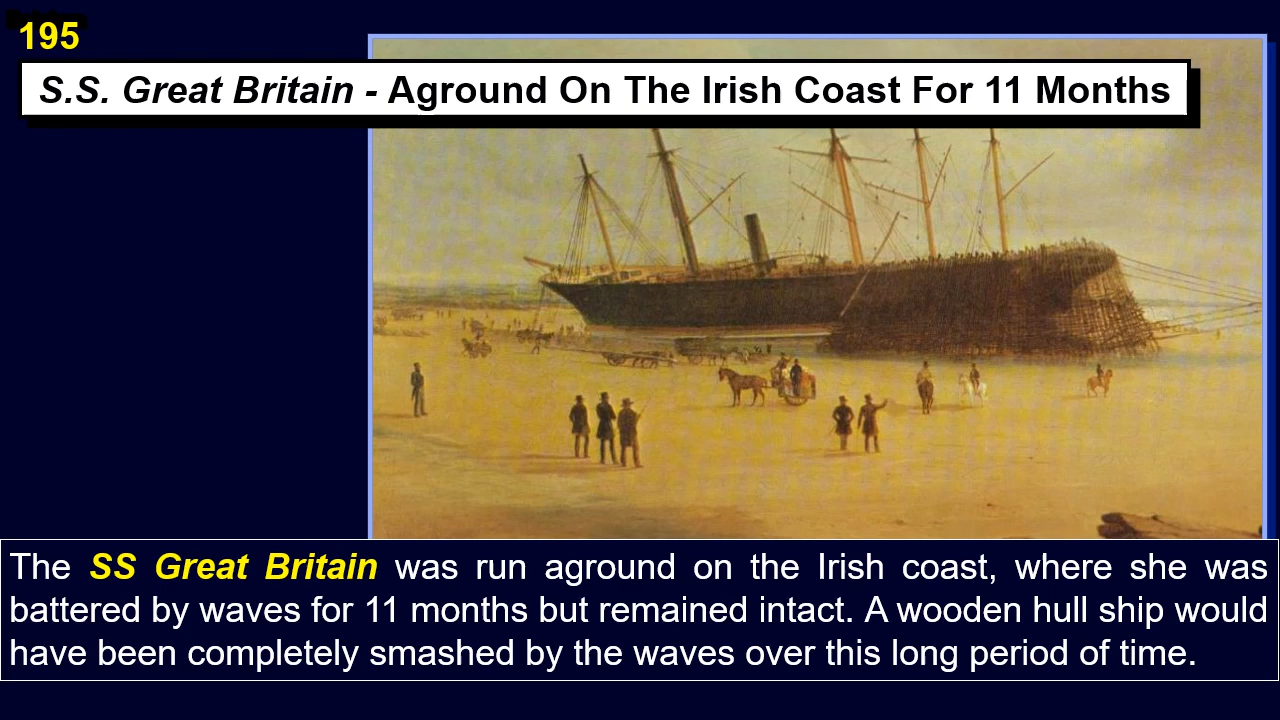 195
S.S. Great Britain - Aground On The Irish Coast For 11 Months
The SS Great Britain was run aground on the Irish coast, where she was
battered by waves for 11 months but remained intact. A wooden hull ship would
have been completely smashed by the waves over this long period of time.